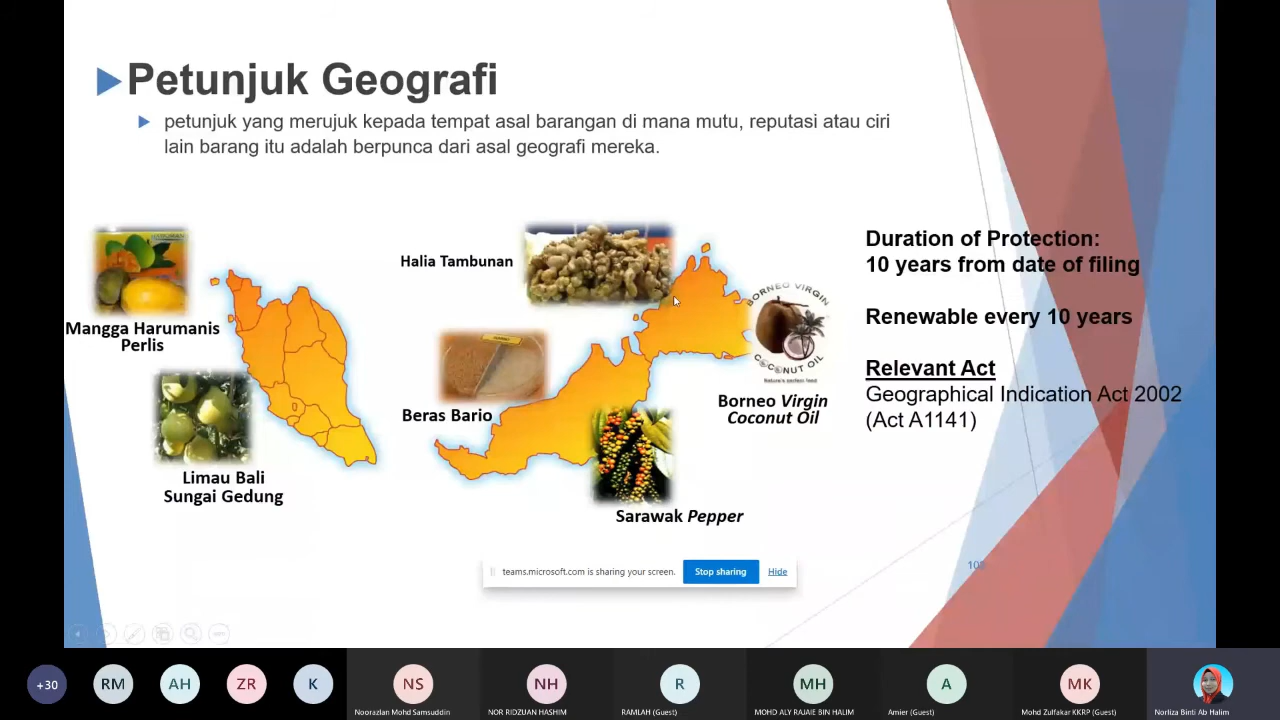 Petunjuk Geografi
petunjuk yang merujuk kepada tempat asal barangan di mana mutu, reputasi atau ciri
lain barang itu adalah berpunca dari asal geografi mereka.
Mangga Harumanis
Perlis
Limau Bali
Sungai Gedung
Halia Tambunan
Beras Bario
Sarawak Pepper
BORNEO VIRGIN
COCONUT OIL
Borneo Virgin
Coconut Oil
Duration of Protection:
10 years from date of filing
Renewable every 10 years
Relevant Act
Geographical Indication Act 2002
(Act A1141)
teams.microsoft.com is sharing your screen.
Stop sharing
Hide
+30
RM
AH
ZR
K
NS
NH
R
MH
A
MK
Noorazlan Mohd Samsuddin
NOR RIDZUAN HASHIM
RAMLAH (Guest)
MOHD ALY RAJAIE BIN HALIM
Amier (Guest)
Mohd Zulfakar KKRP (Guest)
Norliza Binti Ab Halim